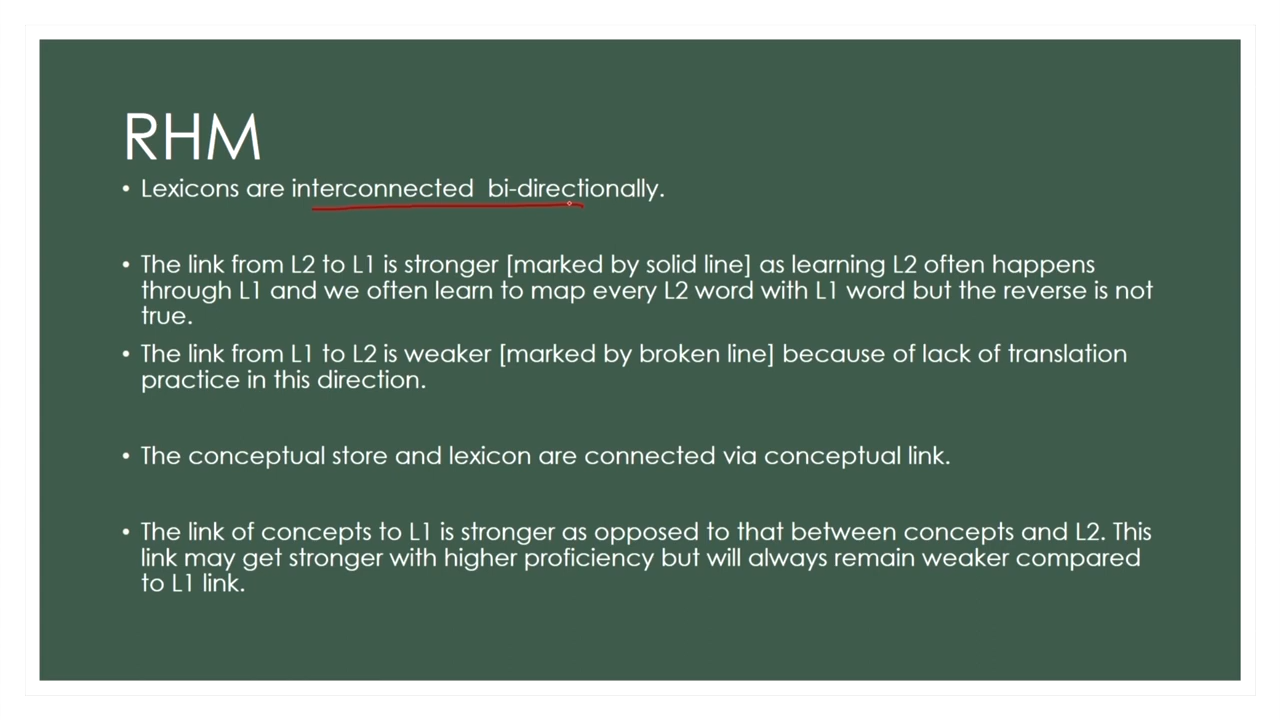 RHM
• Lexicons are interconnected  bi-directionally.
• The link from L2 to L1 is stronger [marked by solid line] as learning L2 often happens
through L1 and we often learn to map every L2 word with L1 word but the reverse is not
true.
• The link from L1 to L2 is weaker [marked by broken line] because of lack of translation
practice in this direction.
• The conceptual store and lexicon are connected via conceptual link.
• The link of concepts to L1 is stronger as opposed to that between concepts and L2. This
link may get stronger with higher proficiency but will always remain weaker compared
to L1 link.